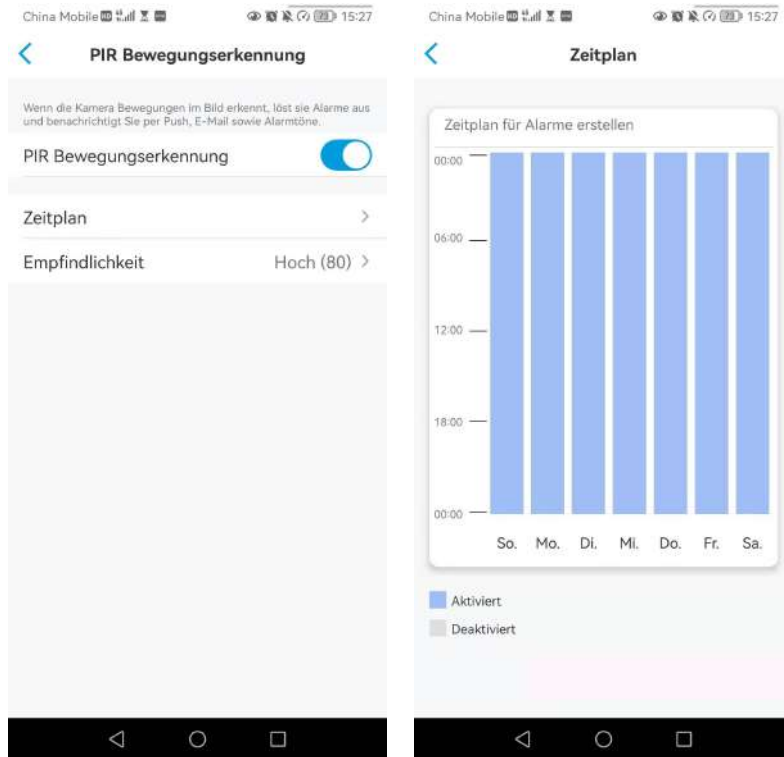 China Mobile 15:27
PIR Bewegungserkennung
Wenn die Kamera Bewegungen im Bild erkennt, löst sie Alarme aus
und benachrichtigt Sie per Push, E-Mail sowie Alarmtöne.
PIR Bewegungserkennung
Zeitplan
Empfindlichkeit Hoch (80)
China Mobile 15:27
Zeitplan
Zeitplan für Alarme erstellen
00:00
06:00
12:00
18:00
00:00
So. Mo. Di. Mi. Do. Fr. Sa.
Aktiviert
Deaktiviert